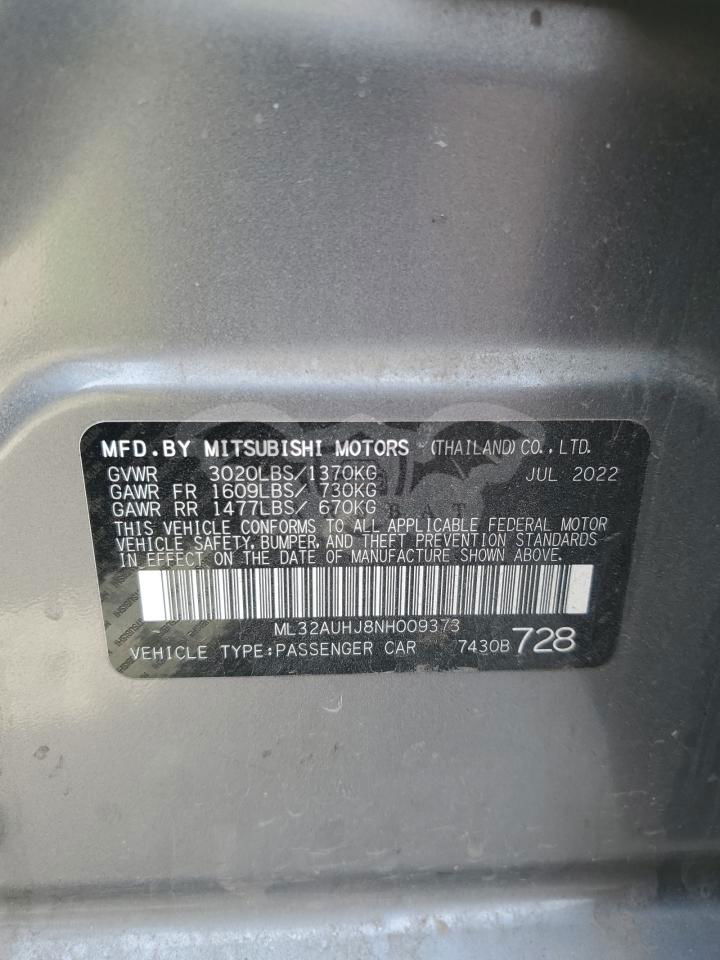 MFD.BY MITSUBISHI MOTORS (THAILAND)CO.,LTD.
GVWR 3020LBS/1370KG JUL 2022
GAWR FR 1609LBS/ 730KG
GAWR RR 1477LBS/ 670KG
THIS VEHICLE CONFORMS TO ALL APPLICABLE FEDERAL MOTOR
VEHICLE SAFETY, BUMPER, AND THEFT PREVENTION STANDARDS
IN EFFECT ON THE DATE OF MANUFACTURE SHOWN ABOVE.
ML32AUHJ8NH009373
VEHICLE TYPE:PASSENGER CAR 7430B 728